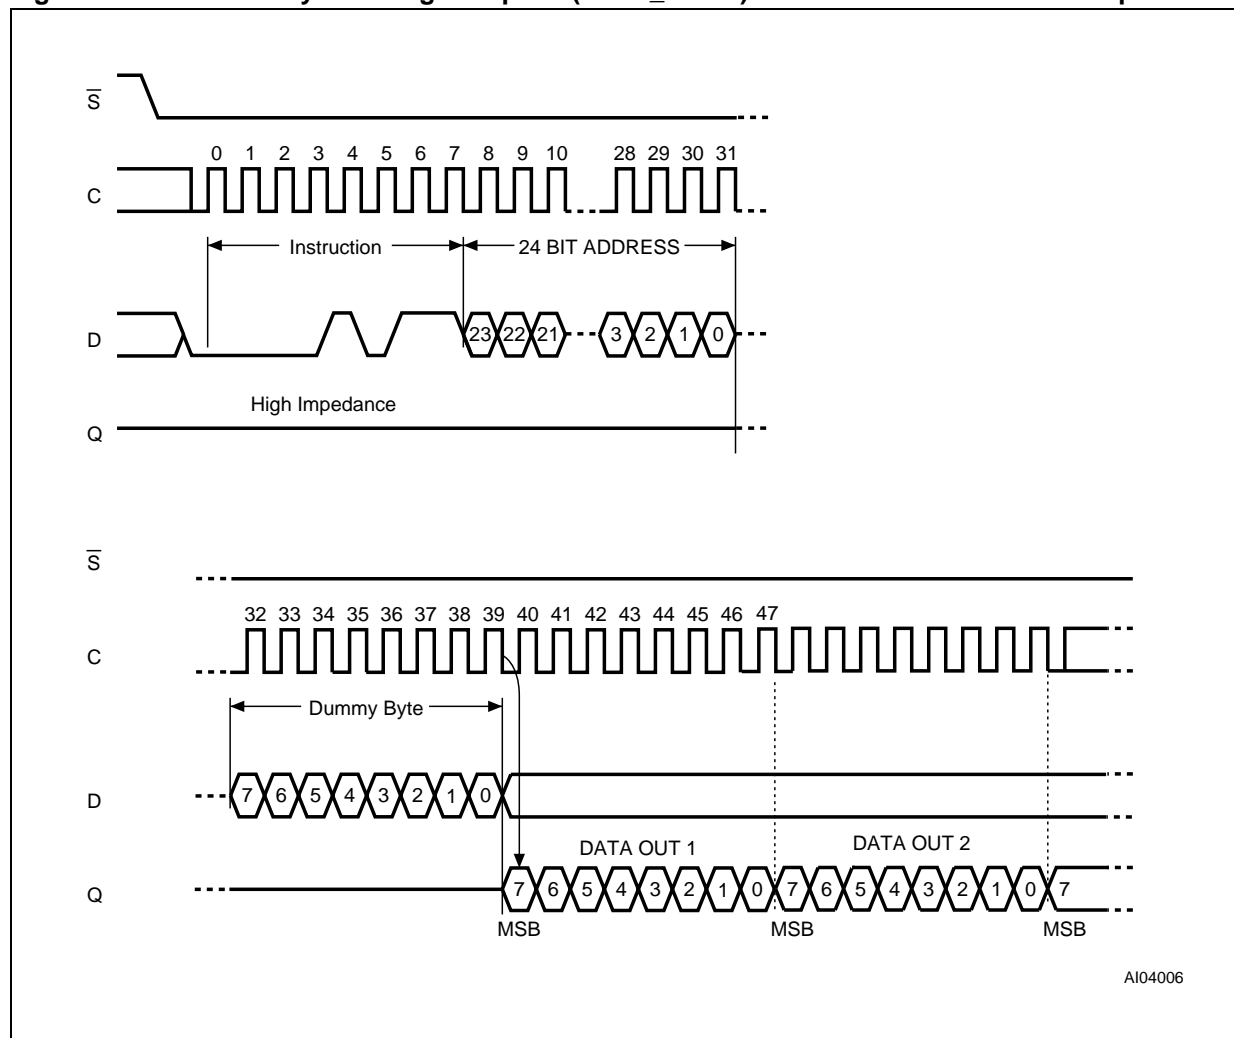 S
0 1 2 3 4 5 6 7 8 9 10 28 29 30 31
C
Instruction 24 BIT ADDRESS
D 23 22 21 3 2 1 0
High Impedance
Q
S
32 33 34 35 36 37 38 39 40 41 42 43 44 45 46 47
C
Dummy Byte
D 7 6 5 4 3 2 1 0
DATA OUT 1 DATA OUT 2
Q 7 6 5 4 3 2 1 0 7 6 5 4 3 2 1 0 7
MSB MSB MSB
AI04006